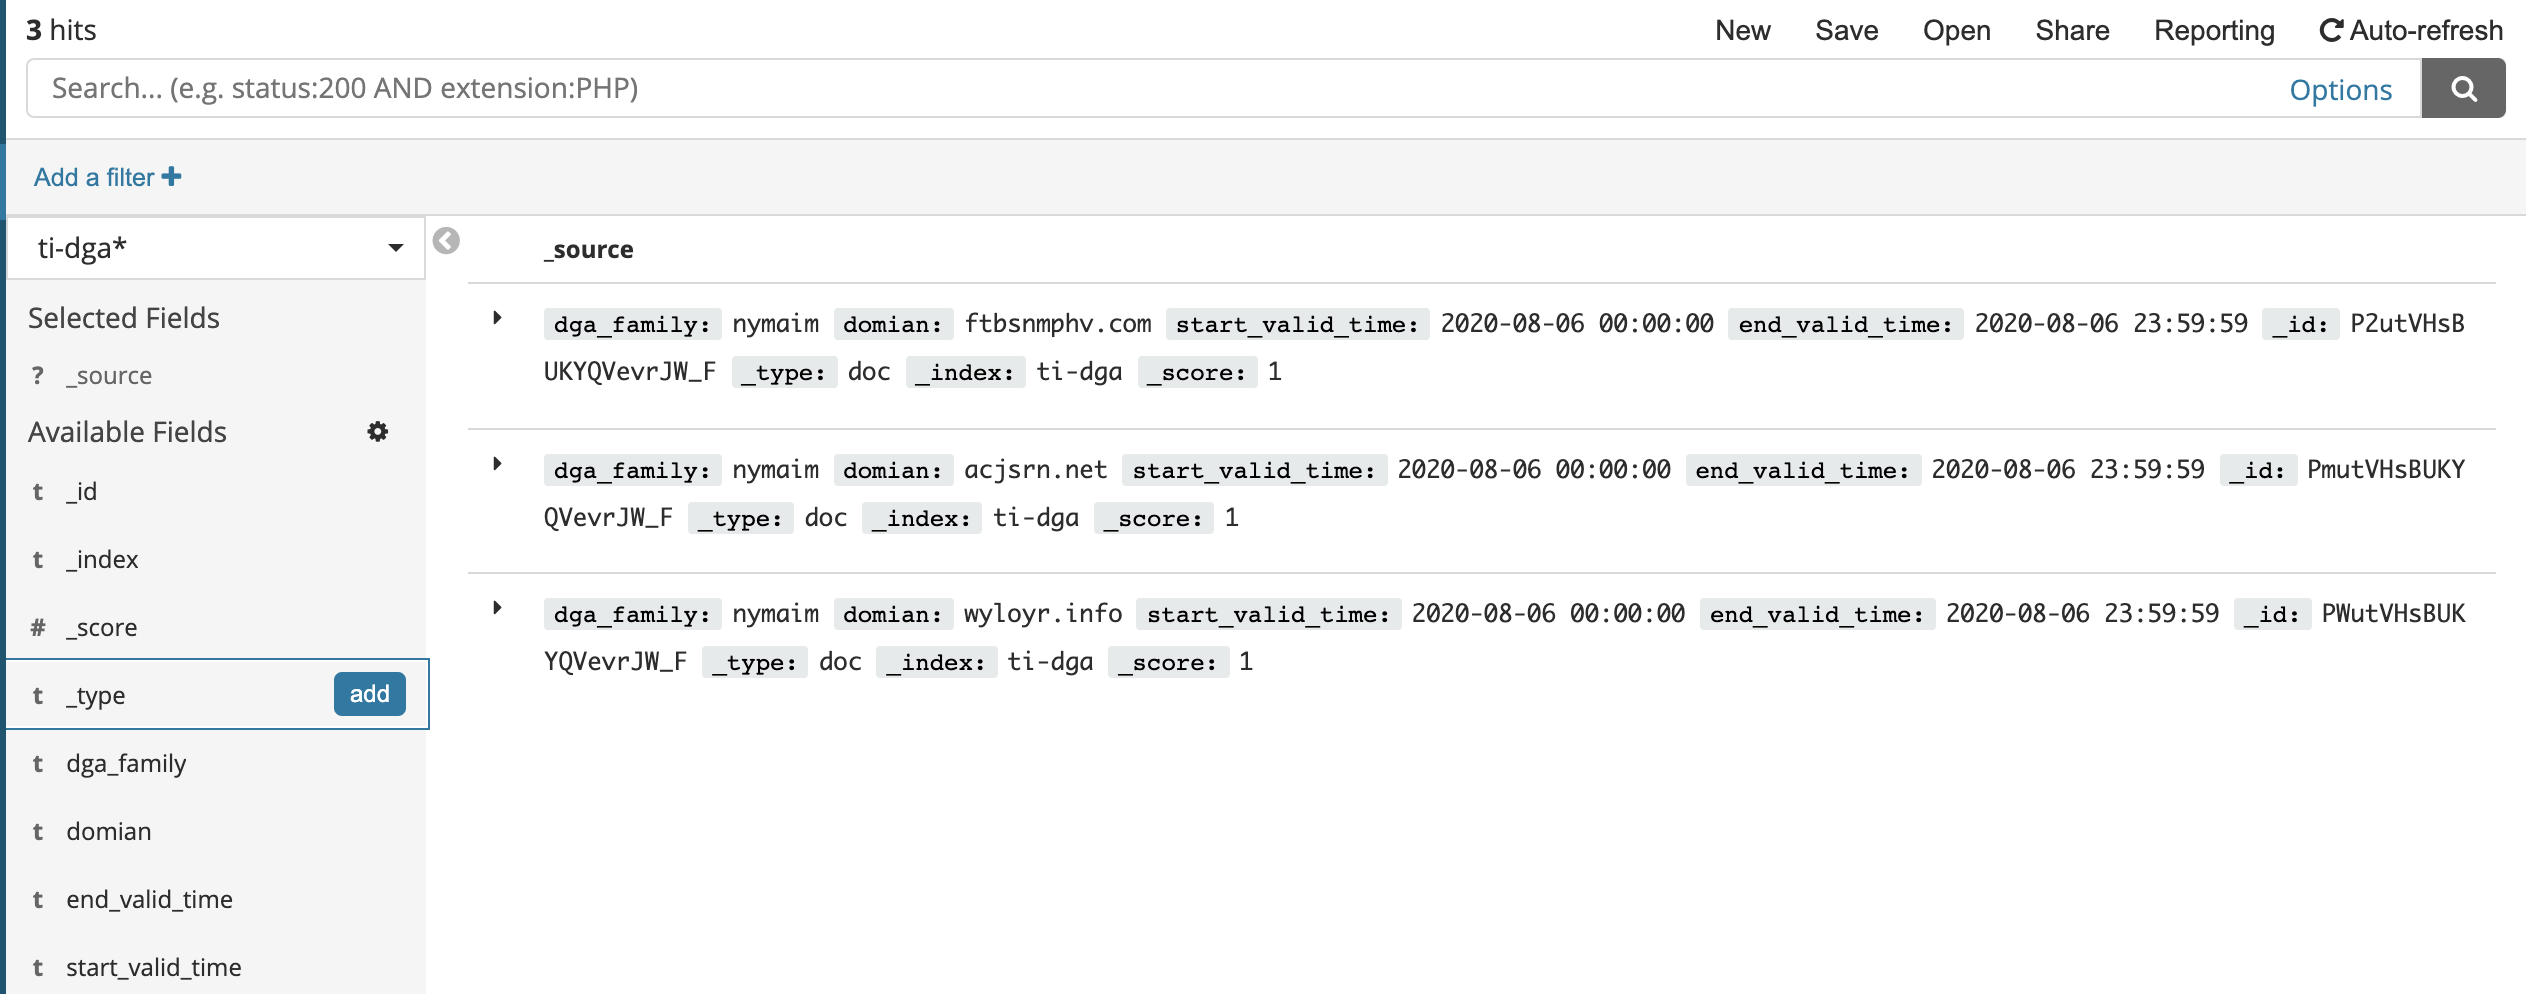 3 hits
New Save Open Share Reporting Auto-refresh
Search... (e.g. status:200 AND extension:PHP)
Options
Add a filter
ti-dga*
Selected Fields
? _source
Available Fields
t _id
t _index
# _score
t _type add
t dga_family
t domian
t end_valid_time
t start_valid_time
_source
dga_family: nymaim domian: ftbsnmphv.com start_valid_time: 2020-08-06 00:00:00 end_valid_time: 2020-08-06 23:59:59 _id: P2utVHsB
UKYQVevrJW_F _type: doc _index: ti-dga _score: 1
dga_family: nymaim domian: acjsrn.net start_valid_time: 2020-08-06 00:00:00 end_valid_time: 2020-08-06 23:59:59 _id: PmutVHsBUKY
QVevrJW_F _type: doc _index: ti-dga _score: 1
dga_family: nymaim domian: wyloyr.info start_valid_time: 2020-08-06 00:00:00 end_valid_time: 2020-08-06 23:59:59 _id: PWutVHsBUK
YQVevrJW_F _type: doc _index: ti-dga _score: 1